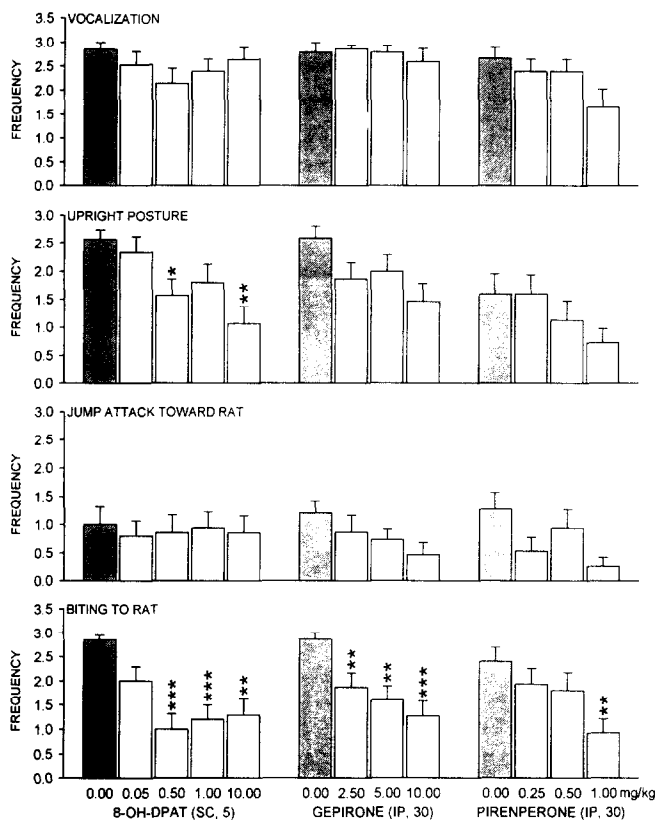 VOCALIZATION
3.5
3.0
2.5
2.0
1.5
1.0
0.5
0.0
FREQUENCY
UPRIGHT POSTURE
3.0
2.5
2.0
1.5
1.0
0.5
0.0
FREQUENCY
*
**
JUMP ATTACK TOWARD RAT
3.0
2.5
2.0
1.5
1.0
0.5
0.0
FREQUENCY
BITING TO RAT
3.5
3.0
2.5
2.0
1.5
1.0
0.5
0.0
FREQUENCY
*** *** ** ** ** *** **
0.00 0.05 0.50 1.00 10.00 0.00 2.50 5.00 10.00 0.00 0.25 0.50 1.00 mg/kg
8-OH-DPAT (SC, 5) GEPIRONE (IP, 30) PIRENPERONE (IP, 30)